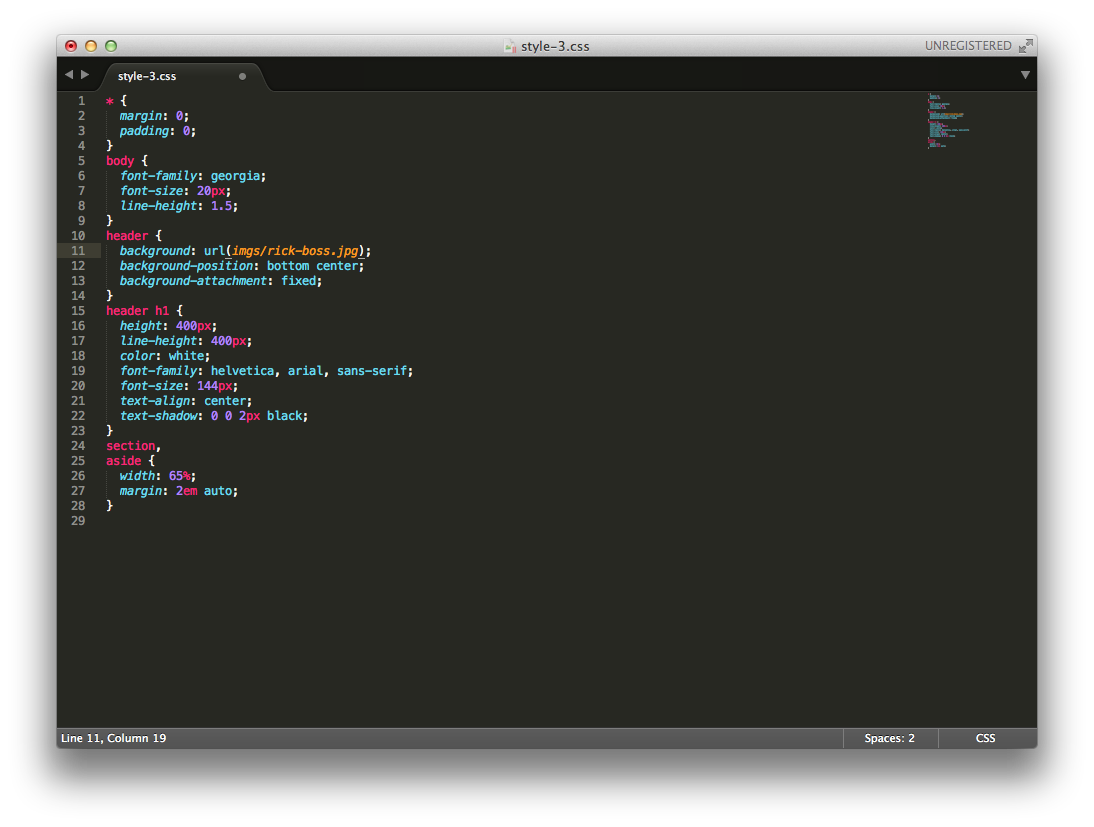 style-3.css
UNREGISTERED
style-3.css
1 * {
2   margin: 0;
3   padding: 0;
4 }
5 body {
6   font-family: georgia;
7   font-size: 20px;
8   line-height: 1.5;
9 }
10 header {
11   background: url(imgs/rick-boss.jpg);
12   background-position: bottom center;
13   background-attachment: fixed;
14 }
15 header h1 {
16   height: 400px;
17   line-height: 400px;
18   color: white;
19   font-family: helvetica, arial, sans-serif;
20   font-size: 144px;
21   text-align: center;
22   text-shadow: 0 0 2px black;
23 }
24 section,
25 aside {
26   width: 65%;
27   margin: 2em auto;
28 }
29
Line 11, Column 19
Spaces: 2
CSS